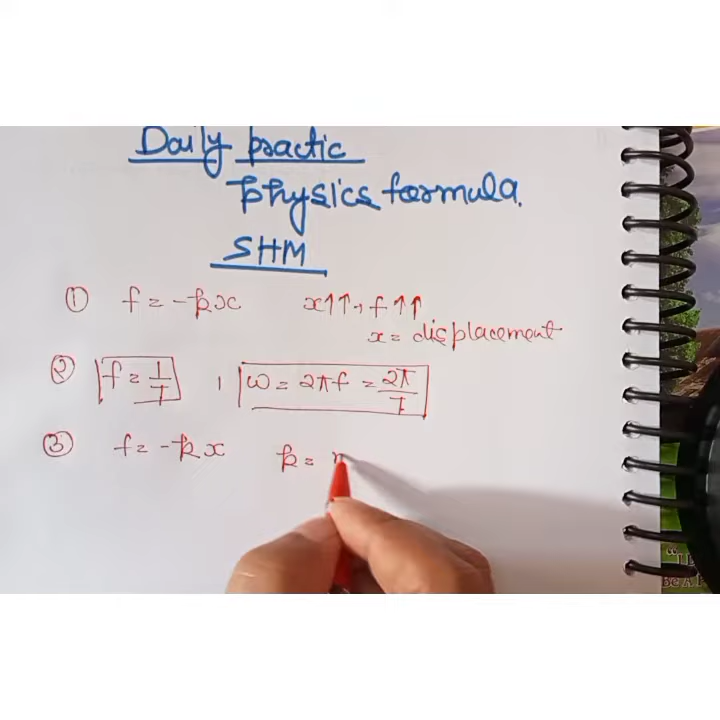 Daily practic
physics formula.
SHM
① f = -kx x↑↑, f↑↑
x = displacement
② f = 1/T , ω = 2πf = 2π/T
③ f = -kx k =